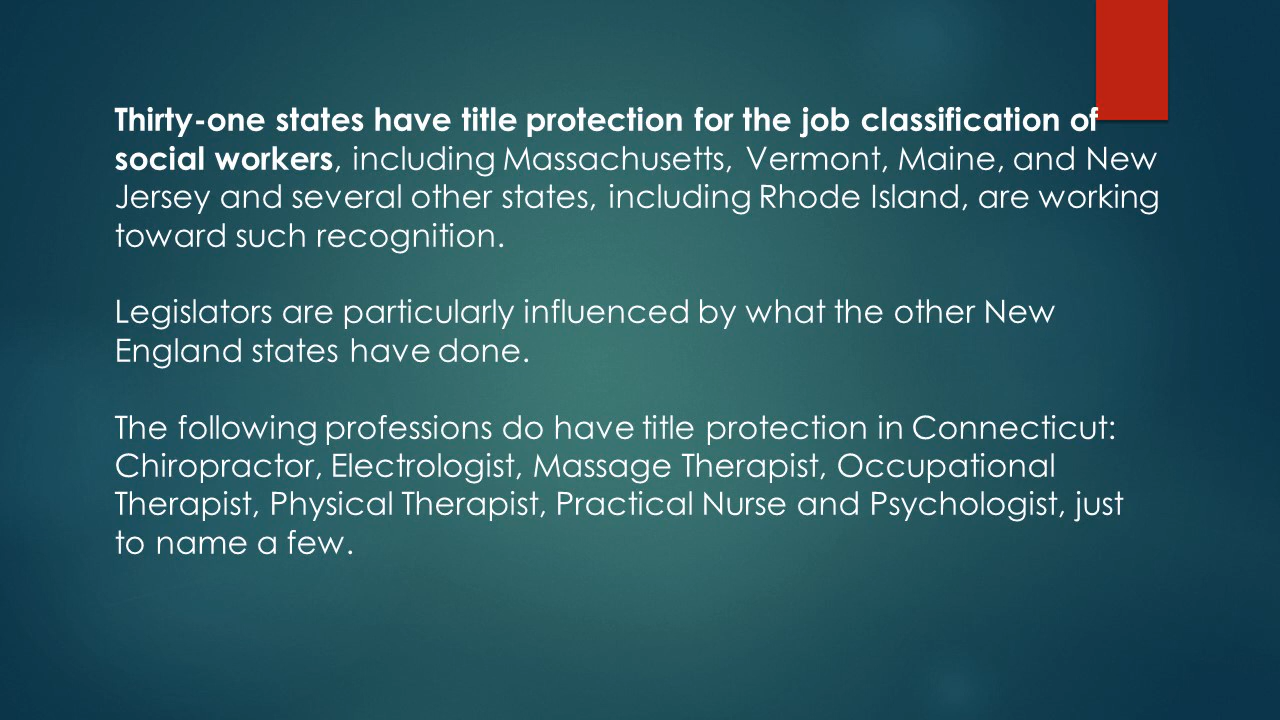 Thirty-one states have title protection for the job classification of
social workers, including Massachusetts, Vermont, Maine, and New
Jersey and several other states, including Rhode Island, are working
toward such recognition.
Legislators are particularly influenced by what the other New
England states have done.
The following professions do have title protection in Connecticut:
Chiropractor, Electrologist, Massage Therapist, Occupational
Therapist, Physical Therapist, Practical Nurse and Psychologist, just
to name a few.